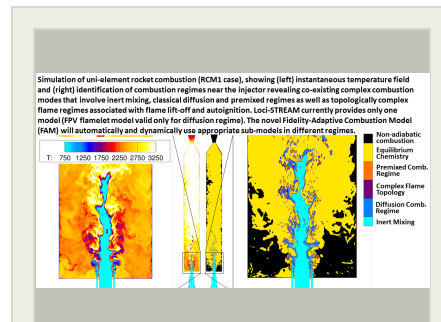 Simulation of uni-element rocket combustion (RCM1 case), showing (left) instantaneous temperature field
and (right) identification of combustion regimes near the injector revealing co-existing complex combustion
modes that involve inert mixing, classical diffusion and premixed regimes as well as topologically complex
flame regimes associated with flame lift-off and autoignition. Loci-STREAM currently provides only one
model (FPV flamelet model valid only for diffusion regime). The novel Fidelity-Adaptive Combustion Model
(FAM) will automatically and dynamically use appropriate sub-models in different regimes.
T: 750 1250 1750 2250 2750 3250
Non-adiabatic
combustion
Equilibrium
Chemistry
Premixed Comb.
Regime
Complex Flame
Topology
Diffusion Comb.
Regime
Inert Mixing